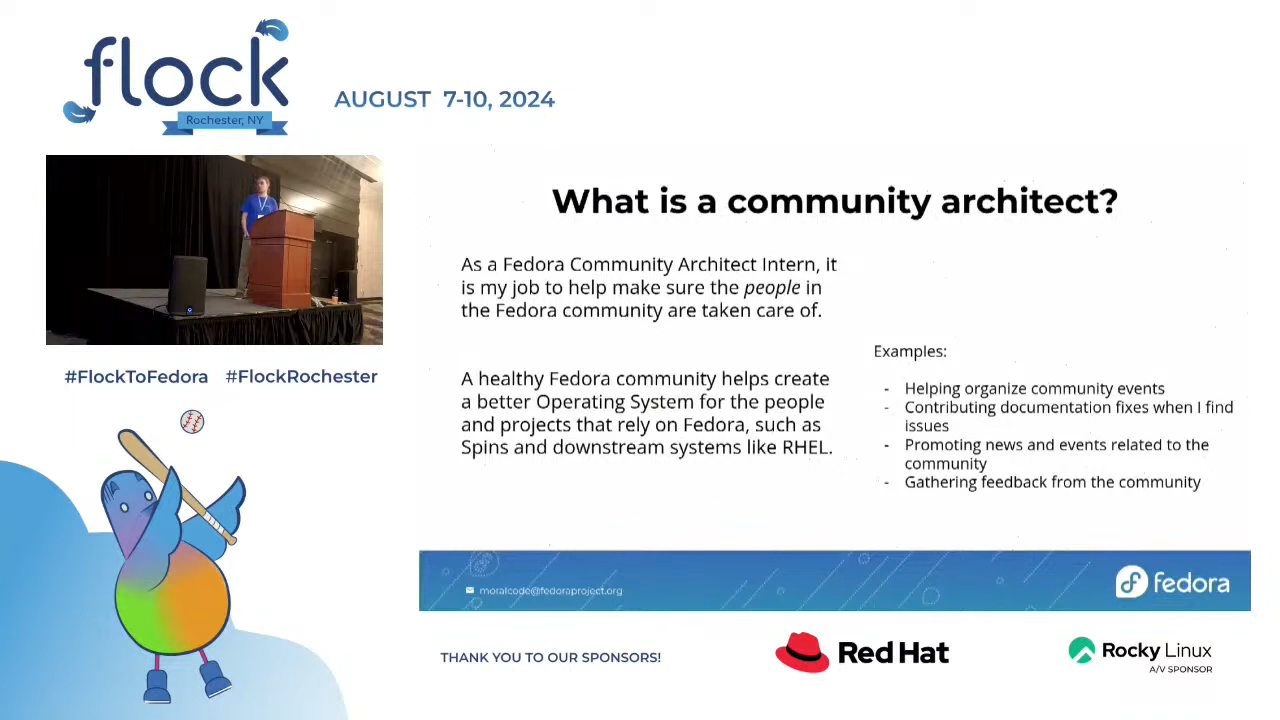 flock
Rochester, NY
AUGUST 7-10, 2024
#FlockToFedora #FlockRochester
What is a community architect?
As a Fedora Community Architect Intern, it
is my job to help make sure the people in
the Fedora community are taken care of.
A healthy Fedora community helps create
a better Operating System for the people
and projects that rely on Fedora, such as
Spins and downstream systems like RHEL.
Examples:
- Helping organize community events
- Contributing documentation fixes when I find
issues
- Promoting news and events related to the
community
- Gathering feedback from the community
moralcode@fedoraproject.org
fedora
THANK YOU TO OUR SPONSORS!
Red Hat
Rocky Linux
A/V SPONSOR